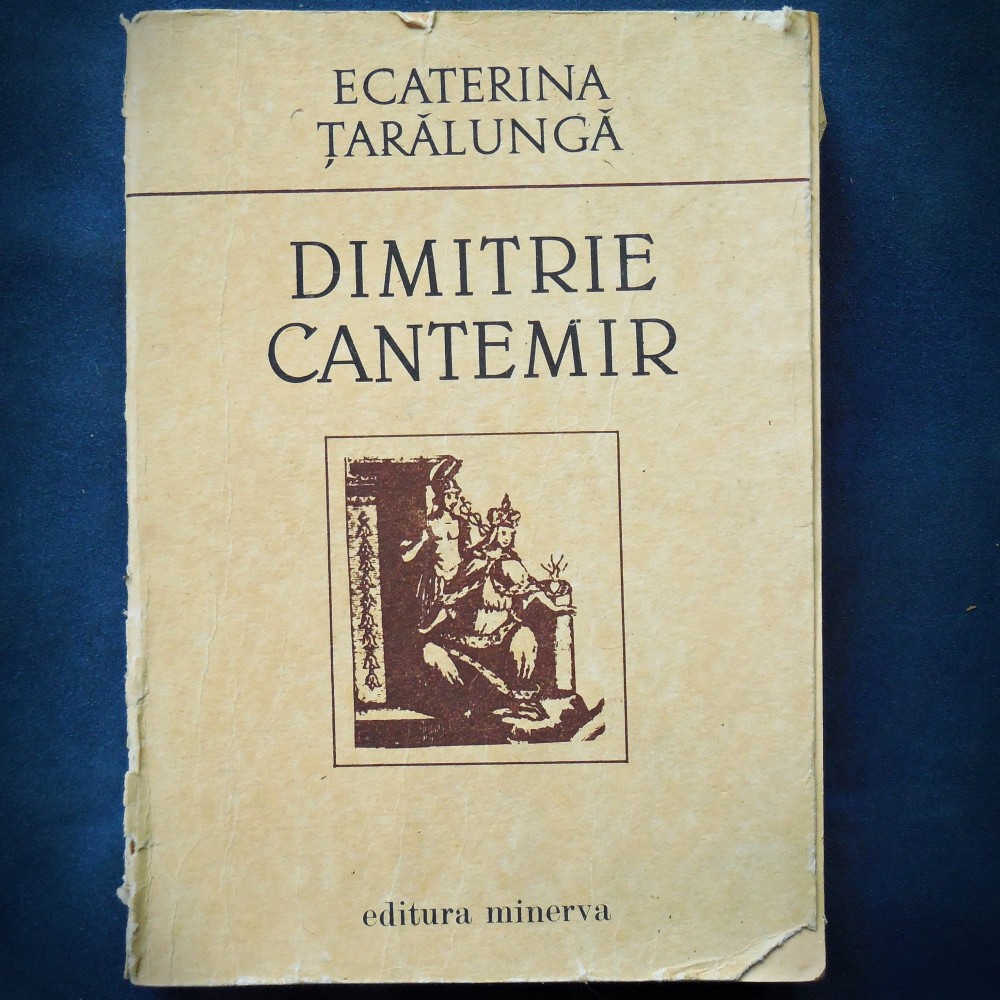 ECATERINA
ȚARĂLUNGĂ
DIMITRIE
CANTEMIR
editura minerva